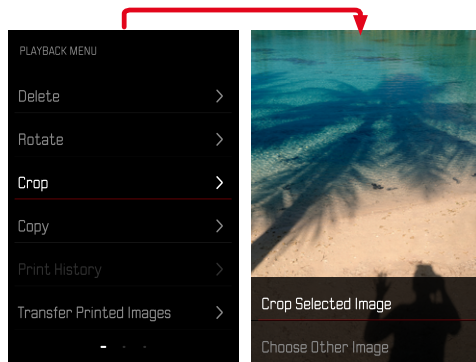 PLAYBACK MENU
Delete
Rotate
Crop
Copy
Print History
Transfer Printed Images
Crop Selected Image
Choose Other Image